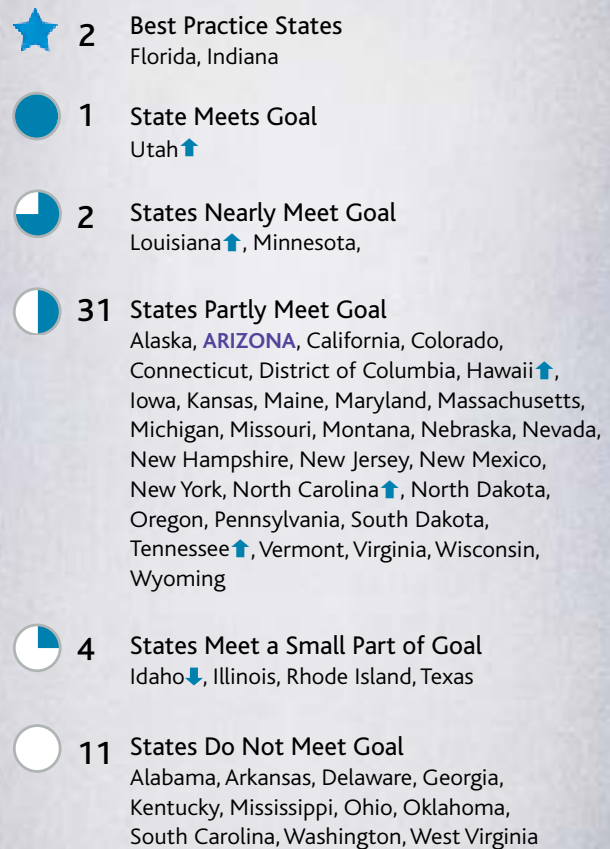 2 Best Practice States
Florida, Indiana
1 State Meets Goal
Utah⬆
2 States Nearly Meet Goal
Louisiana⬆, Minnesota,
31 States Partly Meet Goal
Alaska, ARIZONA, California, Colorado,
Connecticut, District of Columbia, Hawaii⬆,
Iowa, Kansas, Maine, Maryland, Massachusetts,
Michigan, Missouri, Montana, Nebraska, Nevada,
New Hampshire, New Jersey, New Mexico,
New York, North Carolina⬆, North Dakota,
Oregon, Pennsylvania, South Dakota,
Tennessee⬆, Vermont, Virginia, Wisconsin,
Wyoming
4 States Meet a Small Part of Goal
Idaho⬇, Illinois, Rhode Island, Texas
11 States Do Not Meet Goal
Alabama, Arkansas, Delaware, Georgia,
Kentucky, Mississippi, Ohio, Oklahoma,
South Carolina, Washington, West Virginia